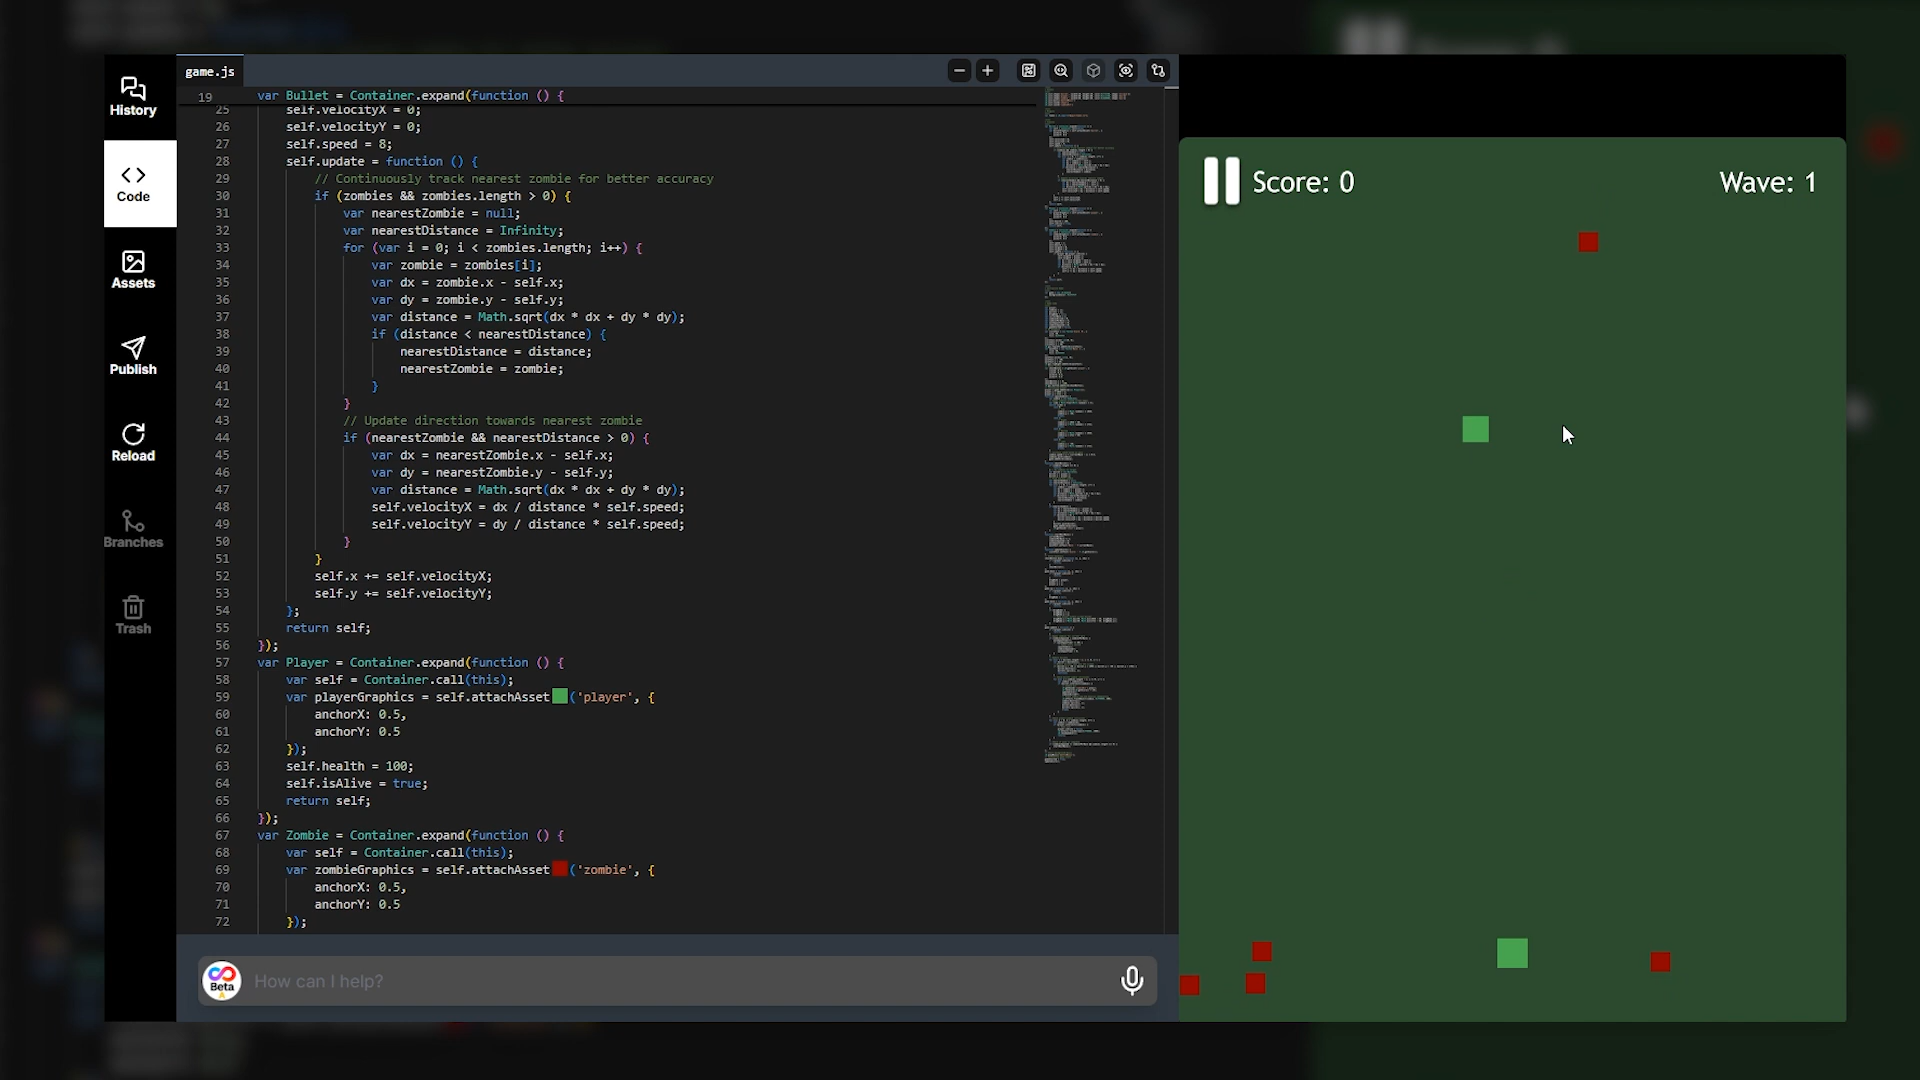 History
Code
Assets
Publish
Reload
Branches
Trash
game.js
19 var Bullet = Container.expand(function () {
25 self.velocityX = 0;
26 self.velocityY = 0;
27 self.speed = 8;
28 self.update = function () {
29 // Continuously track nearest zombie for better accuracy
30 if (zombies && zombies.length > 0) {
31 var nearestZombie = null;
32 var nearestDistance = Infinity;
33 for (var i = 0; i < zombies.length; i++) {
34 var zombie = zombies[i];
35 var dx = zombie.x - self.x;
36 var dy = zombie.y - self.y;
37 var distance = Math.sqrt(dx * dx + dy * dy);
38 if (distance < nearestDistance) {
39 nearestDistance = distance;
40 nearestZombie = zombie;
41 }
42 }
43 // Update direction towards nearest zombie
44 if (nearestZombie && nearestDistance > 0) {
45 var dx = nearestZombie.x - self.x;
46 var dy = nearestZombie.y - self.y;
47 var distance = Math.sqrt(dx * dx + dy * dy);
48 self.velocityX = dx / distance * self.speed;
49 self.velocityY = dy / distance * self.speed;
50 }
51 }
52 self.x += self.velocityX;
53 self.y += self.velocityY;
54 };
55 return self;
56 });
57 var Player = Container.expand(function () {
58 var self = Container.call(this);
59 var playerGraphics = self.attachAsset('player', {
60 anchorX: 0.5,
61 anchorY: 0.5
62 });
63 self.health = 100;
64 self.isAlive = true;
65 return self;
66 });
67 var Zombie = Container.expand(function () {
68 var self = Container.call(this);
69 var zombieGraphics = self.attachAsset('zombie', {
70 anchorX: 0.5,
71 anchorY: 0.5
72 });
Beta
How can I help?
Score: 0
Wave: 1